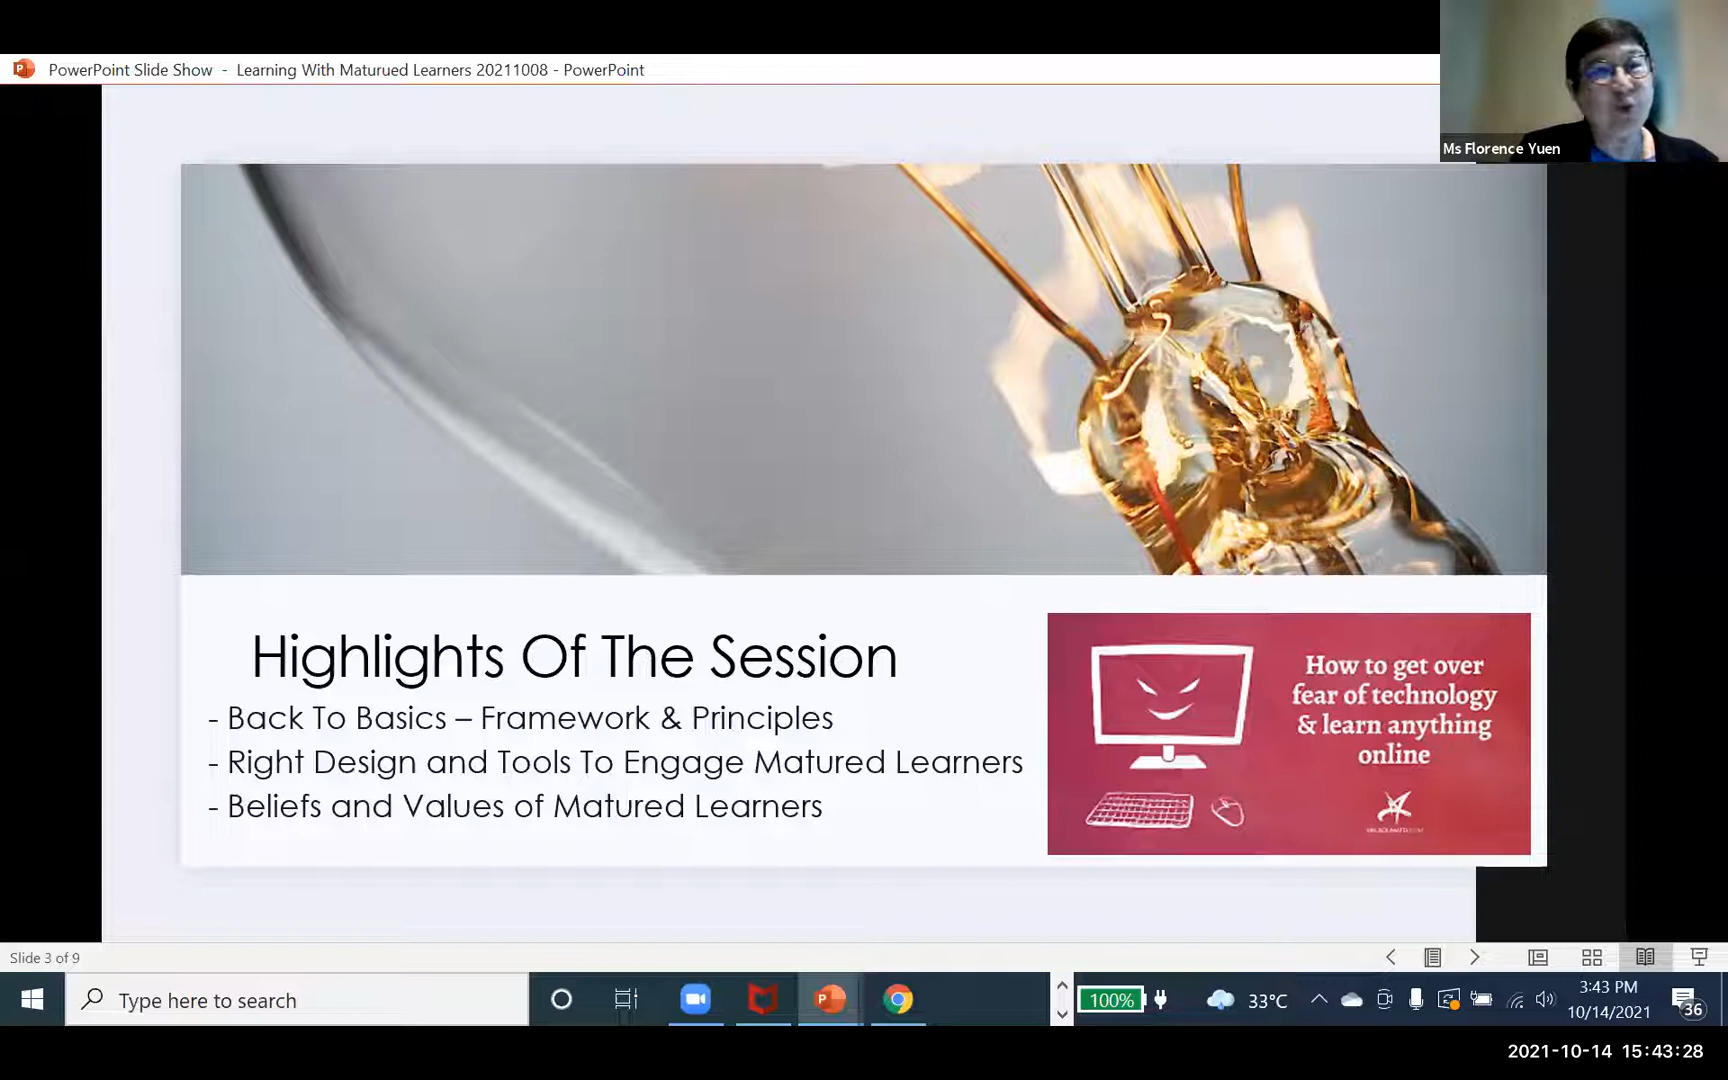 PowerPoint Slide Show - Learning With Maturued Learners 20211008 - PowerPoint
Ms Florence Yuen
Highlights Of The Session
- Back To Basics – Framework & Principles
- Right Design and Tools To Engage Matured Learners
- Beliefs and Values of Matured Learners
How to get over
fear of technology
& learn anything
online
Slide 3 of 9
Type here to search
100%
33°C
3:43 PM
10/14/2021
36
2021-10-14 15:43:28